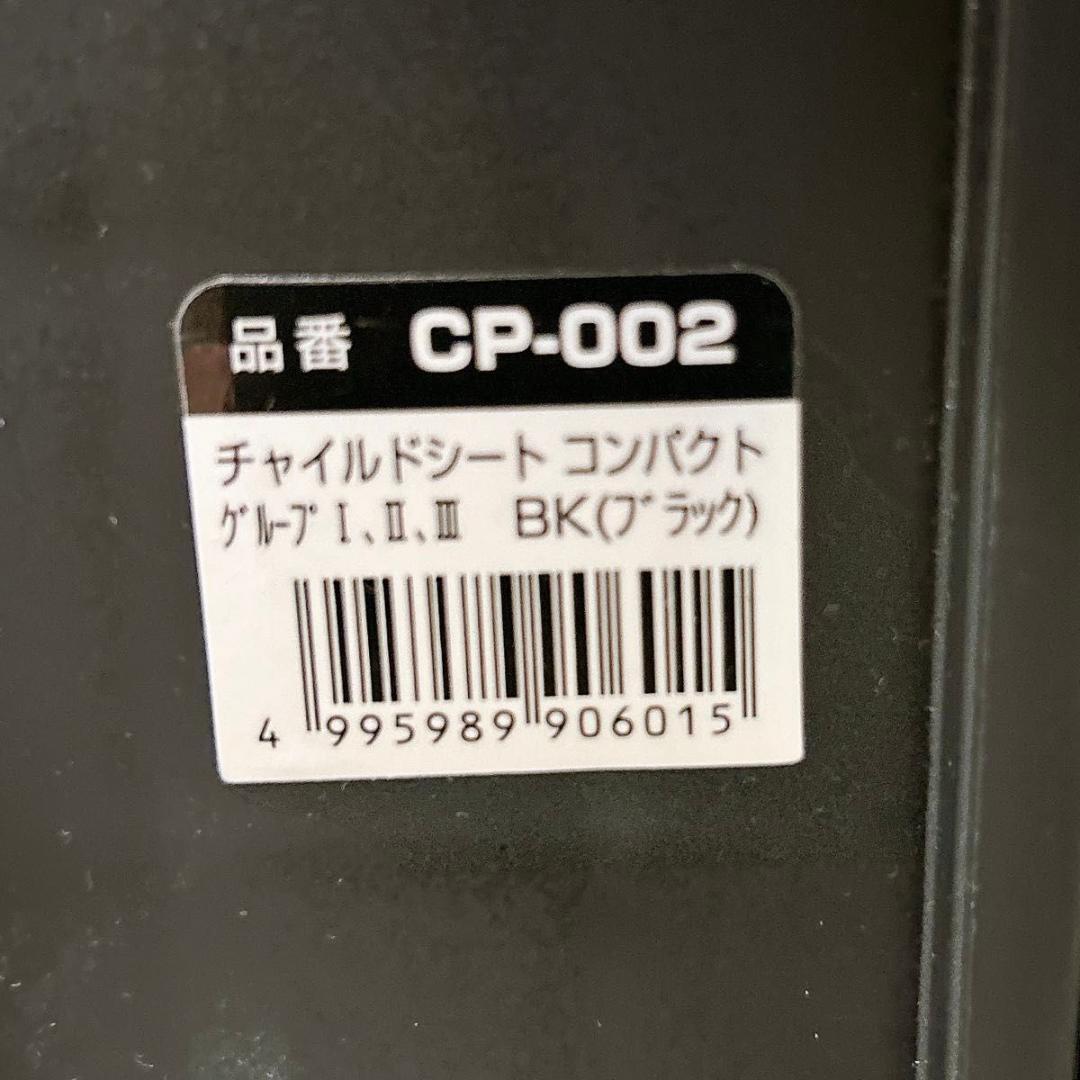 品番 CP-002
チャイルドシート コンパクト
ｸﾞﾙｰﾌﾟⅠ、Ⅱ、Ⅲ BK(ﾌﾞﾗｯｸ)
4 995989 906015